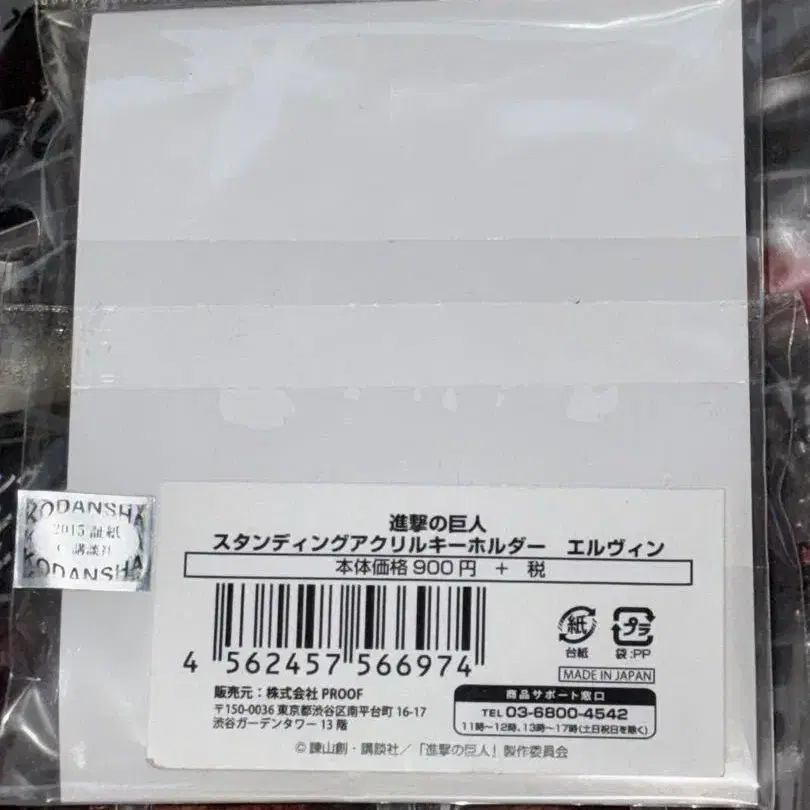 KODANSHA
2015 証紙
講談社
KODANSHA
進撃の巨人
スタンディングアクリルキーホルダー　エルヴィン
本体価格900円　+　税
4 562457 566974
紙
プラ
台紙
袋:PP
MADE IN JAPAN
販売元：株式会社 PROOF
〒150-0036 東京都渋谷区南平台町 16-17
渋谷ガーデンタワー 13 階
商品サポート窓口
TEL 03-6800-4542
11時〜12時、13時〜17時(土日祝日を除く)
©諫山創・講談社／「進撃の巨人」製作委員会